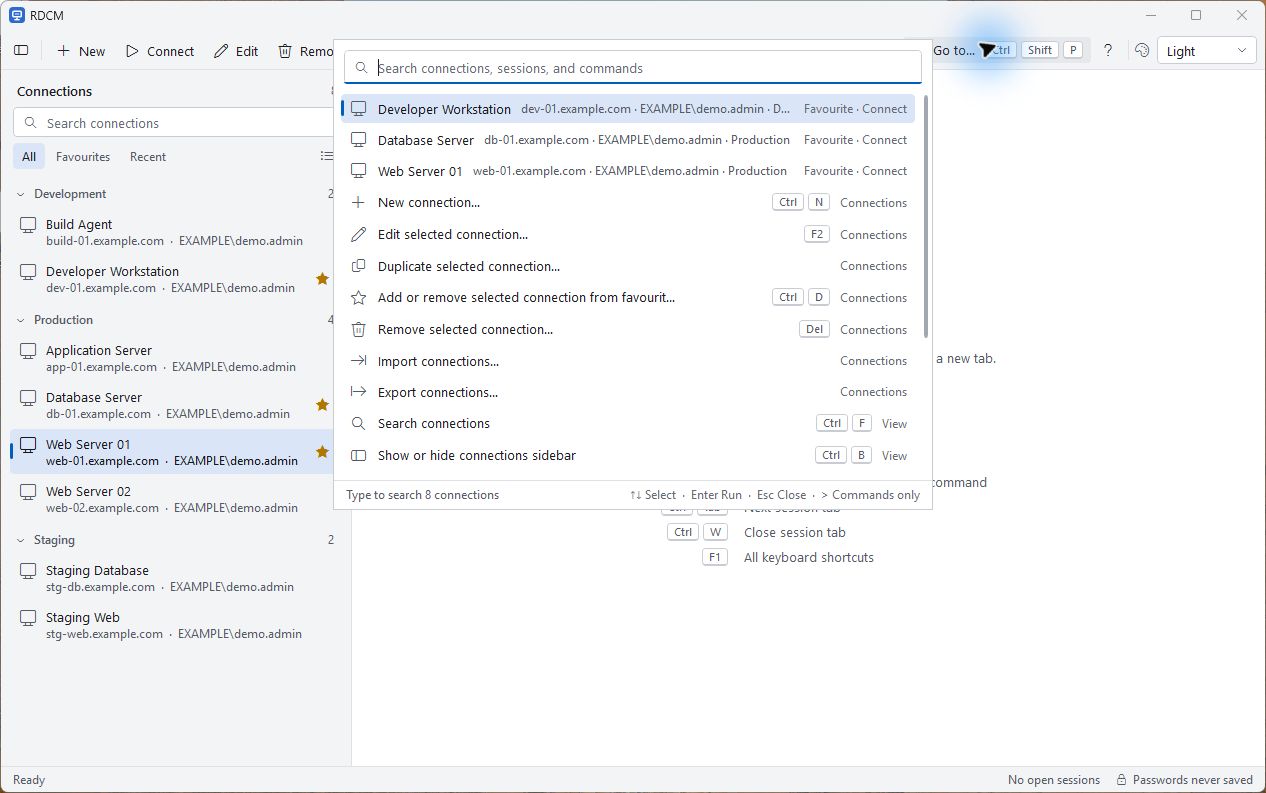 RDCM
New
Connect
Edit
Remo
Go to...
Ctrl Shift P
?
Light
Connections
Search connections
All Favourites Recent
Development 2
Build Agent
build-01.example.com · EXAMPLE\demo.admin
Developer Workstation
dev-01.example.com · EXAMPLE\demo.admin
Production 4
Application Server
app-01.example.com · EXAMPLE\demo.admin
Database Server
db-01.example.com · EXAMPLE\demo.admin
Web Server 01
web-01.example.com · EXAMPLE\demo.admin
Web Server 02
web-02.example.com · EXAMPLE\demo.admin
Staging 2
Staging Database
stg-db.example.com · EXAMPLE\demo.admin
Staging Web
stg-web.example.com · EXAMPLE\demo.admin
Search connections, sessions, and commands
Developer Workstation dev-01.example.com · EXAMPLE\demo.admin · D... Favourite · Connect
Database Server db-01.example.com · EXAMPLE\demo.admin · Production Favourite · Connect
Web Server 01 web-01.example.com · EXAMPLE\demo.admin · Production Favourite · Connect
New connection... Ctrl N Connections
Edit selected connection... F2 Connections
Duplicate selected connection... Connections
Add or remove selected connection from favourit... Ctrl D Connections
Remove selected connection... Del Connections
Import connections... Connections
Export connections... Connections
Search connections Ctrl F View
Show or hide connections sidebar Ctrl B View
Type to search 8 connections ↑↓ Select · Enter Run · Esc Close · > Commands only
a new tab.
command
Ctrl Tab Next session tab
Ctrl W Close session tab
F1 All keyboard shortcuts
Ready
No open sessions
Passwords never saved